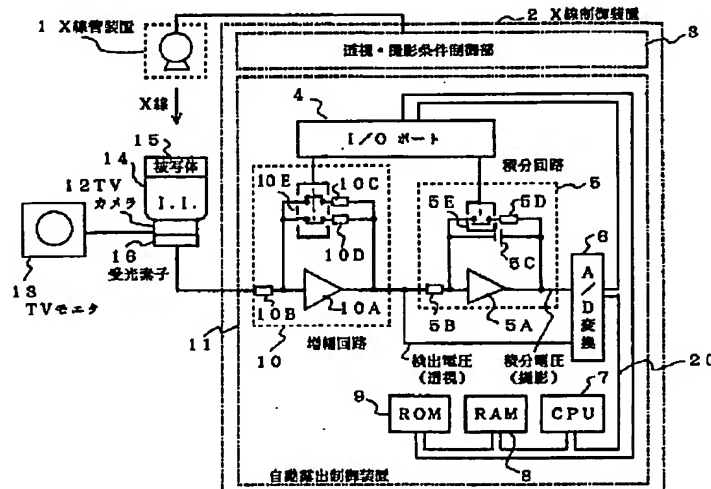 1 X線管装置
2 X線制御装置
3
透視・撮影条件制御部
X線
4
I/O ポート
15
被写体
14
I.I.
12TV
カメラ
16
受光素子
13
TVモニタ
積分回路
5
10E
10C
10D
5E
5D
5C
6
A/D変換
10B
10A
5B
5A
11
10
増幅回路
検出電圧
(透視)
積分電圧
(撮影)
20
9
ROM
RAM
8
7
CPU
自動露出制御装置